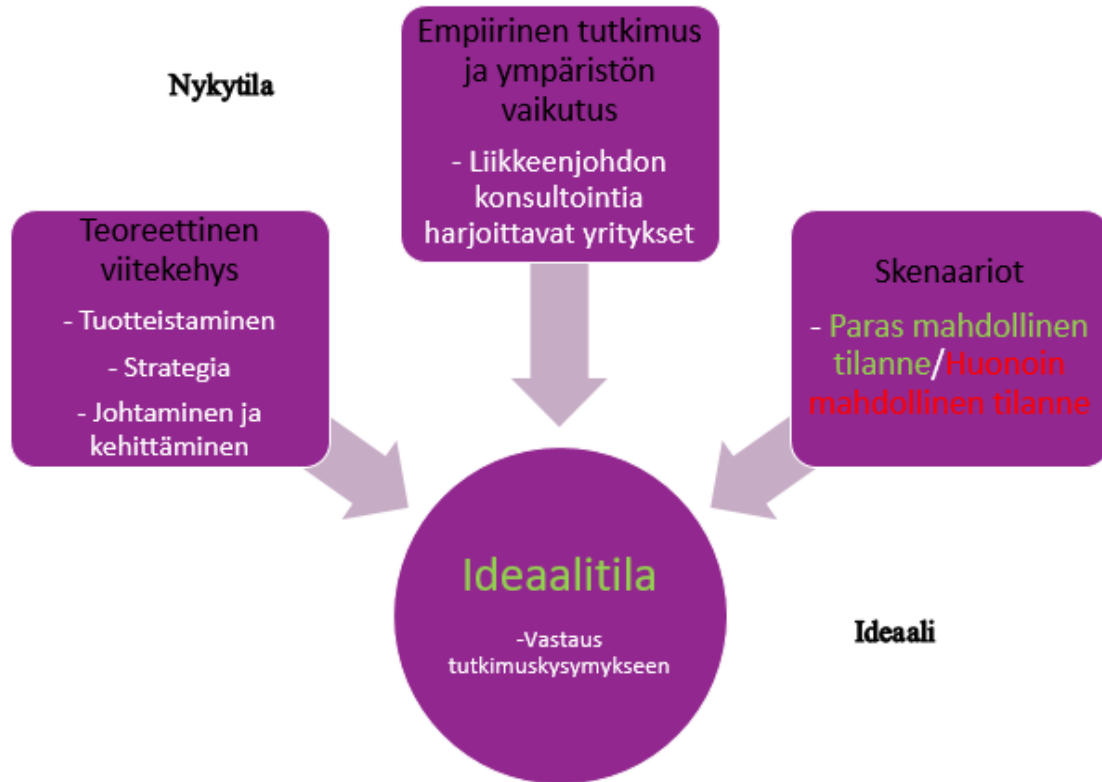 Nykytila
Empiirinen tutkimus
ja ympäristön
vaikutus
- Liikkeenjohdon
konsultointia
harjoittavat yritykset
Teoreettinen
viitekehys
- Tuotteistaminen
- Strategia
- Johtaminen ja
kehittäminen
Skenaariot
- Paras mahdollinen
tilanne/Huonoin
mahdollinen tilanne
Ideaalitila
-Vastaus
tutkimuskysymykseen
Ideaali